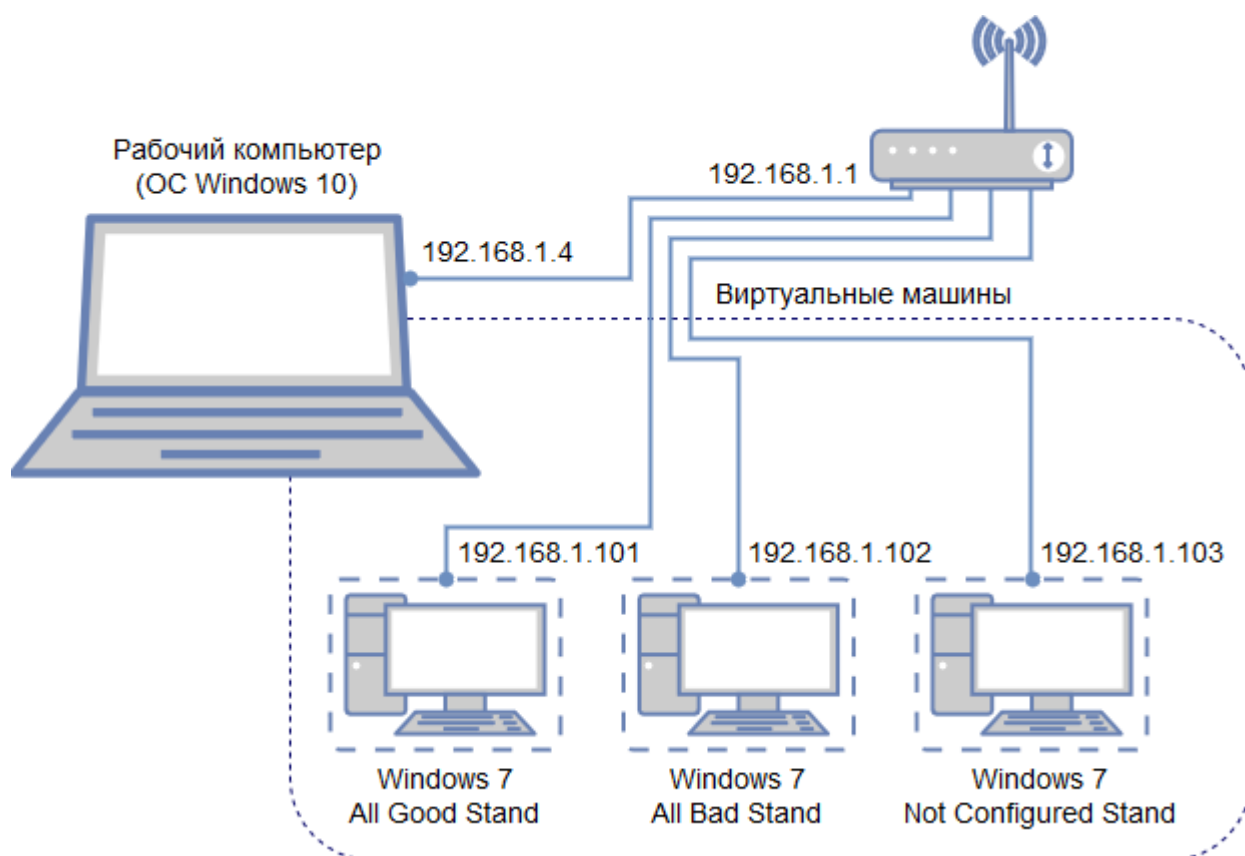 Рабочий компьютер
(ОС Windows 10)
192.168.1.1
192.168.1.4
Виртуальные машины
192.168.1.101
192.168.1.102
192.168.1.103
Windows 7
All Good Stand
Windows 7
All Bad Stand
Windows 7
Not Configured Stand